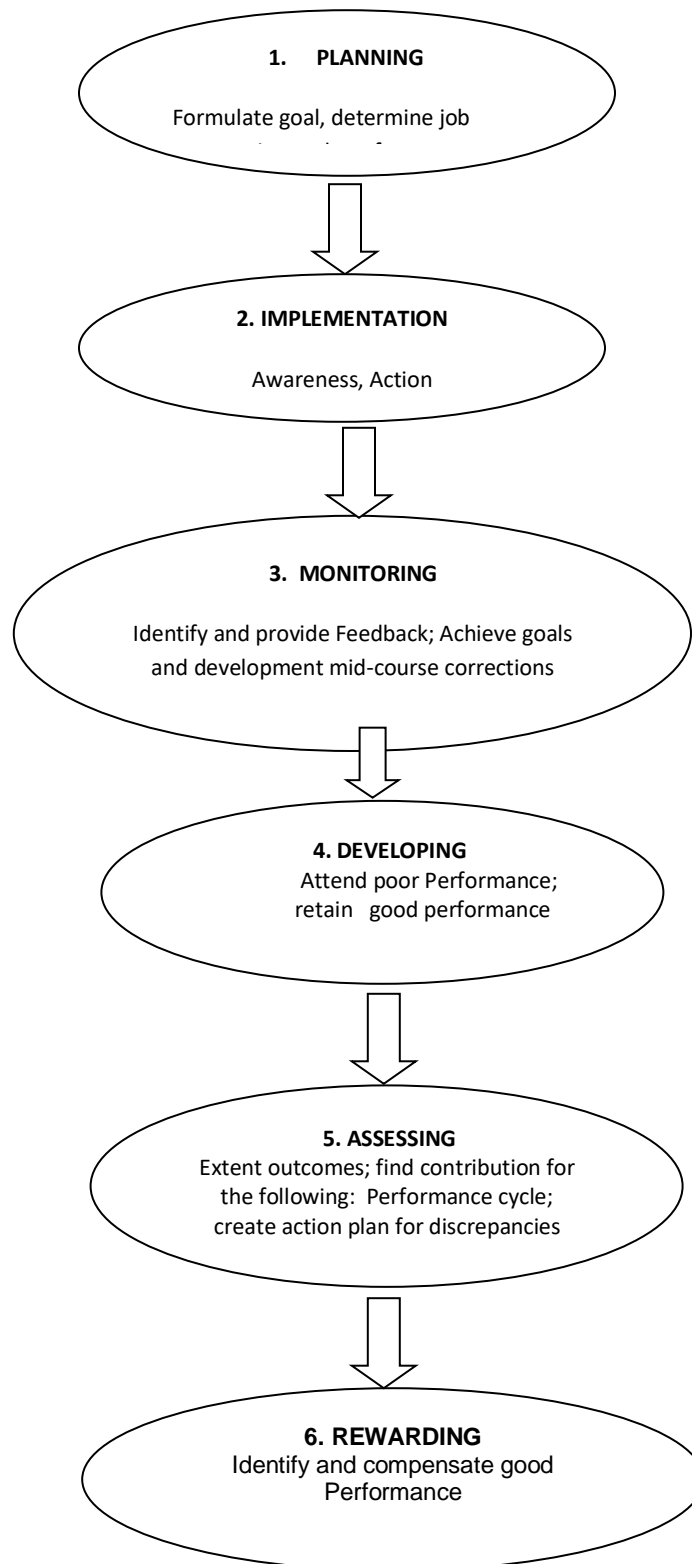 1. PLANNING
Formulate goal, determine job
2. IMPLEMENTATION
Awareness, Action
3. MONITORING
Identify and provide Feedback; Achieve goals
and development mid-course corrections
4. DEVELOPING
Attend poor Performance;
retain good performance
5. ASSESSING
Extent outcomes; find contribution for
the following: Performance cycle;
create action plan for discrepancies
6. REWARDING
Identify and compensate good
Performance